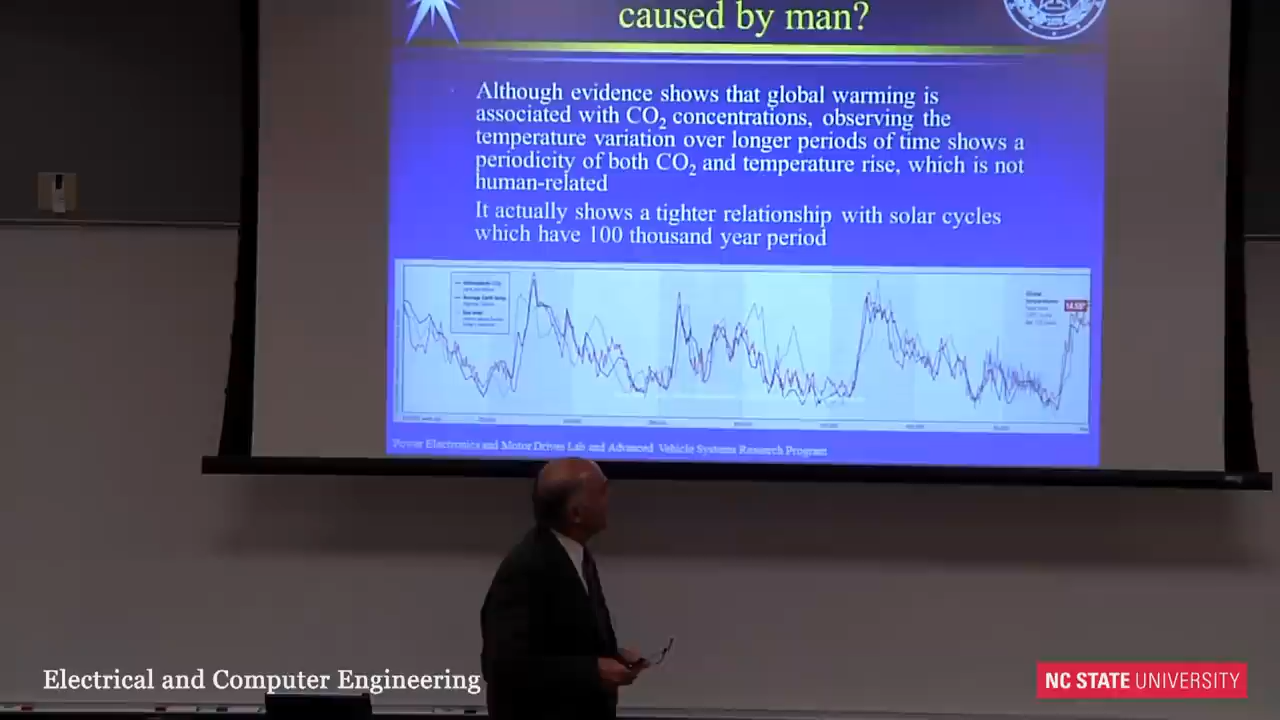 caused by man?
Although evidence shows that global warming is
associated with CO₂ concentrations, observing the
temperature variation over longer periods of time shows a
periodicity of both CO₂ and temperature rise, which is not
human-related
It actually shows a tighter relationship with solar cycles
which have 100 thousand year period
Power Electronics and Motor Drives Lab and Advanced Vehicle Systems Research Program
Electrical and Computer Engineering
NC STATE UNIVERSITY